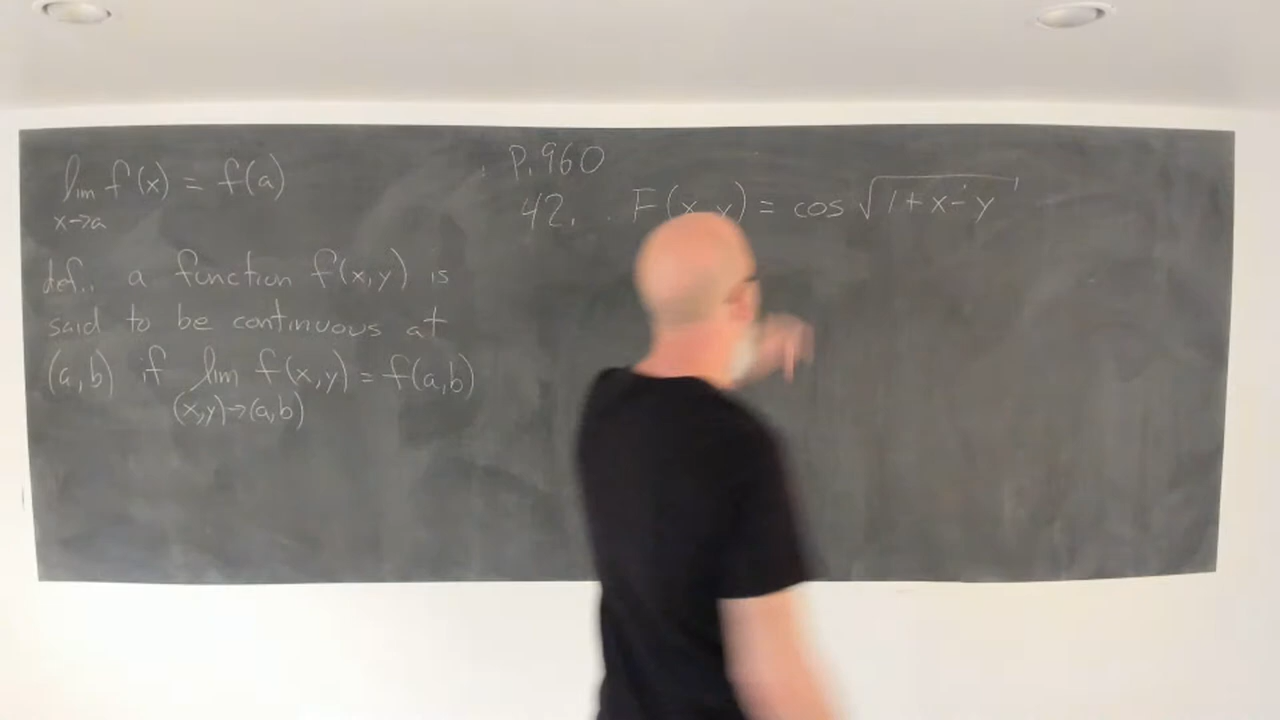 lim f(x) = f(a)
x→a
def.. a function f(x,y) is
said to be continuous at
(a,b) if lim f(x,y) = f(a,b)
(x,y)→(a,b)
P. 960
42. F(x,y) = cos √(1+x-y)